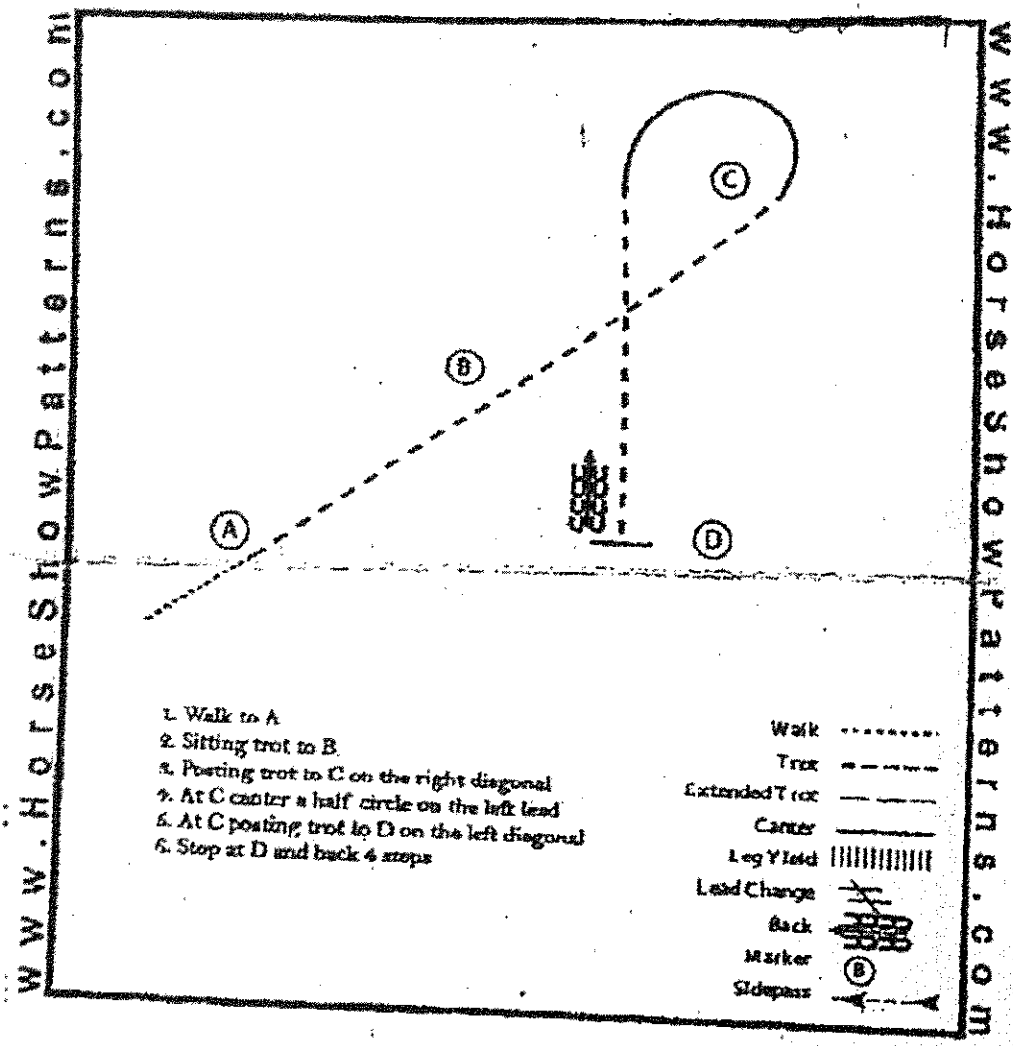 www.HorseShowPatterns.com
www.HorseShowPatterns.com
C
B
A
D
1. Walk to A
2. Sitting trot to B.
3. Posting trot to C on the right diagonal
4. At C canter a half circle on the left lead
5. At C posting trot to D on the left diagonal
6. Stop at D and back 4 steps
Walk
Trot
Extended Trot
Canter
Leg Yield
Lead Change
Back
Marker
B
Sidepass